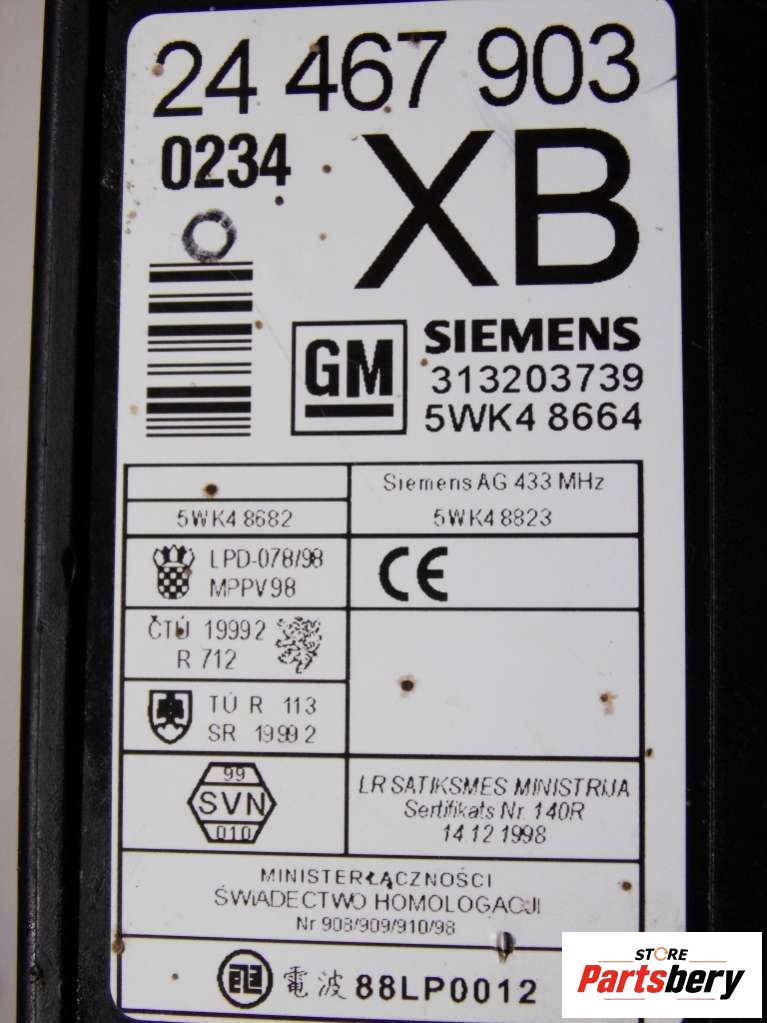 24 467 903
0234 XB
GM
SIEMENS
313203739
5WK4 8664
Siemens AG 433 MHz
5WK4 8682
5WK4 8823
LPD-078/98
MPPV98
CE
ČTÚ 1999 2
R 712
TÚ R 113
SR 1999 2
99
SVN
010
LR SATIKSMES MINISTRIJA
Sertifikats Nr. 140R
14 12 1998
MINISTER ŁĄCZNOŚCI
ŚWIADECTWO HOMOLOGACJI
Nr 908/909/910/98
電波 88LP0012
STORE
Partsbery